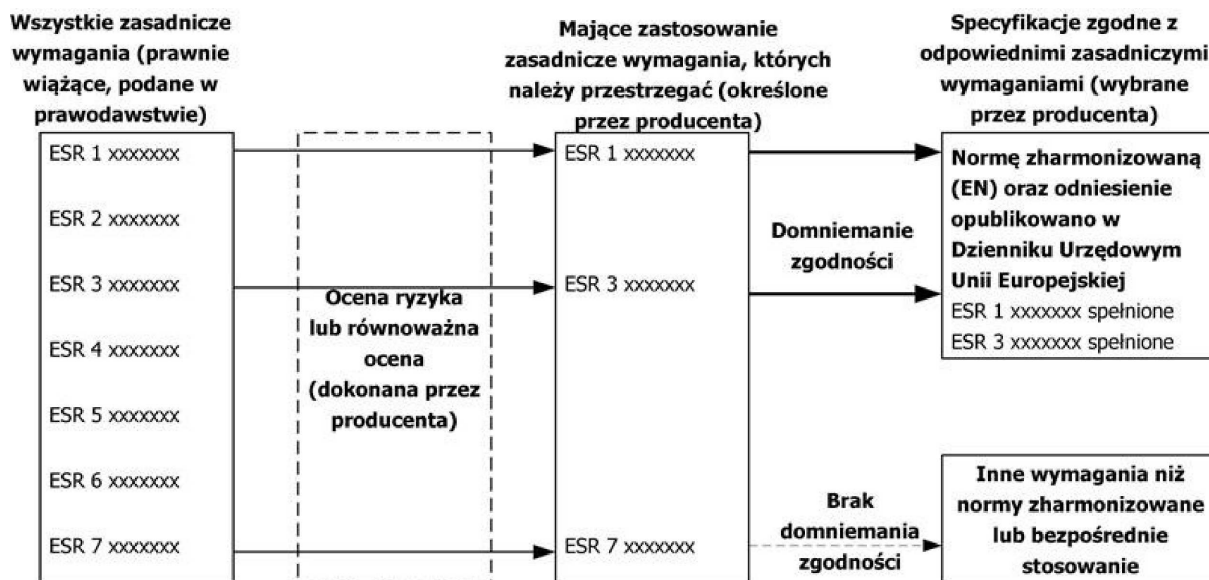 Wszystkie zasadnicze
wymagania (prawnie
wiążące, podane w
prawodawstwie)
ESR 1 xxxxxxx
ESR 2 xxxxxxx
ESR 3 xxxxxxx
ESR 4 xxxxxxx
ESR 5 xxxxxxx
ESR 6 xxxxxxx
ESR 7 xxxxxxx
Ocena ryzyka
lub równoważna
ocena
(dokonana przez
producenta)
Mające zastosowanie
zasadnicze wymagania, których
należy przestrzegać (określone
przez producenta)
ESR 1 xxxxxxx
ESR 3 xxxxxxx
ESR 7 xxxxxxx
Domniemanie
zgodności
Brak
domniemania
zgodności
Specyfikacje zgodne z
odpowiednimi zasadniczymi
wymaganiami (wybrane
przez producenta)
Normę zharmonizowaną
(EN) oraz odniesienie
opublikowano w
Dzienniku Urzędowym
Unii Europejskiej
ESR 1 xxxxxxx spełnione
ESR 3 xxxxxxx spełnione
Inne wymagania niż
normy zharmonizowane
lub bezpośrednie
stosowanie